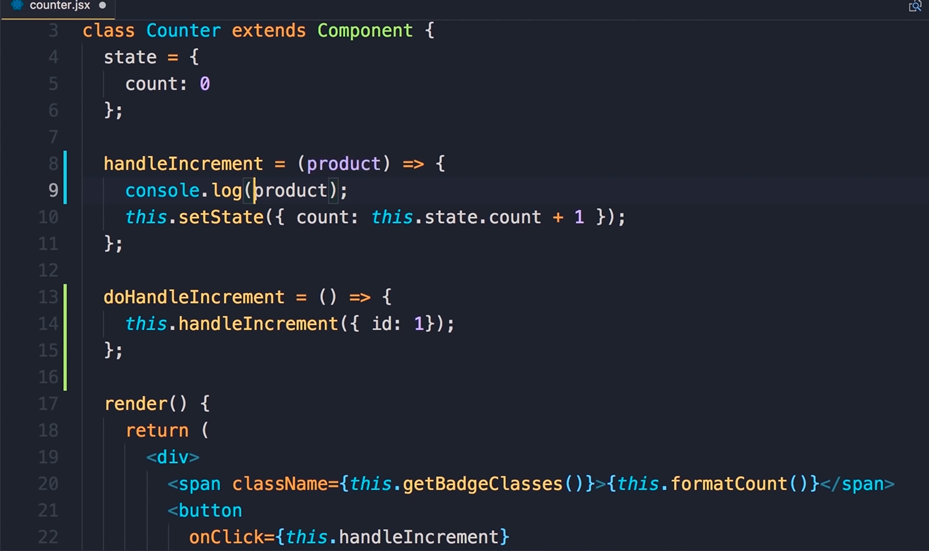 counter.jsx
3 class Counter extends Component {
4 state = {
5 count: 0
6 };
7
8 handleIncrement = (product) => {
9 console.log(product);
10 this.setState({ count: this.state.count + 1 });
11 };
12
13 doHandleIncrement = () => {
14 this.handleIncrement({ id: 1});
15 };
16
17 render() {
18 return (
19 <div>
20 <span className={this.getBadgeClasses()}>{this.formatCount()}</span>
21 <button
22 onClick={this.handleIncrement}